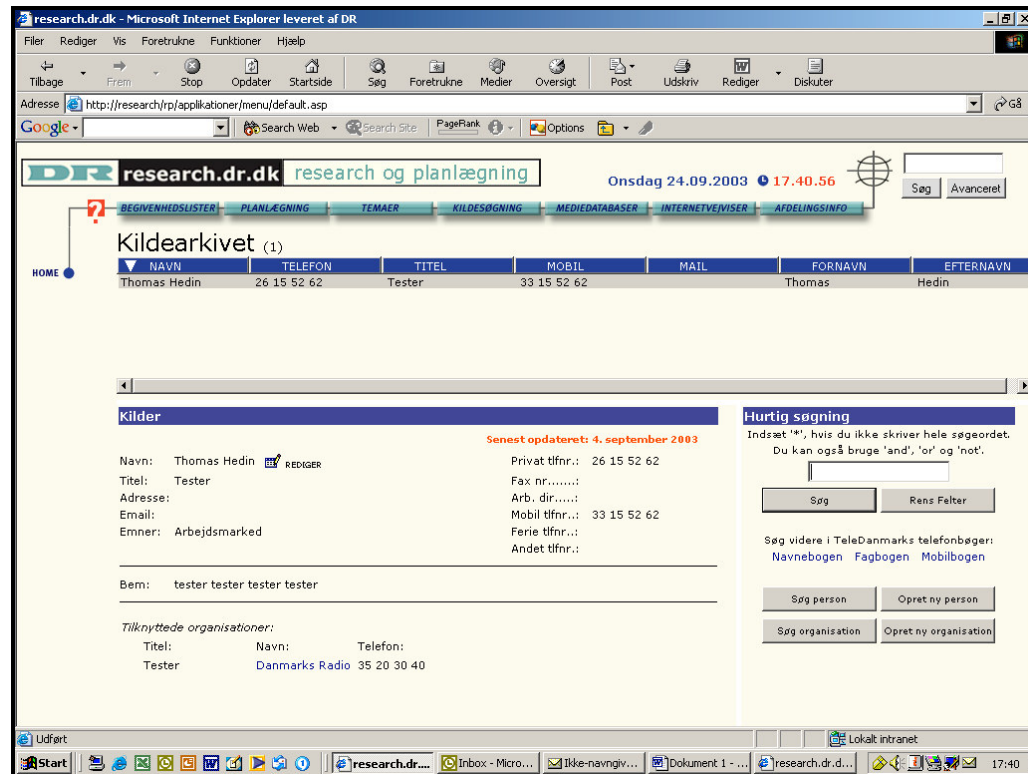 research.dr.dk - Microsoft Internet Explorer leveret af DR
Filer Rediger Vis Foretrukne Funktioner Hjælp
Tilbage Frem Stop Opdater Startside Søg Foretrukne Medier Oversigt Post Udskriv Rediger Diskuter
Adresse http://research/rp/applikationer/menu/default.asp Gå
Google Search Web Search Site PageRank Options
DR research.dr.dk research og planlægning
Onsdag 24.09.2003 17.40.56
Søg Avanceret
? BEGIVENHEDSLISTER PLANLÆGNING TEMAER KILDESØGNING MEDIEDATABASER INTERNETVEJVISER AFDELINGSINFO
HOME
Kildearkivet (1)
NAVN TELEFON TITEL MOBIL MAIL FORNAVN EFTERNAVN
Thomas Hedin 26 15 52 62 Tester 33 15 52 62 Thomas Hedin
Kilder
Senest opdateret: 4. september 2003
Navn: Thomas Hedin REDIGER Privat tlfnr.: 26 15 52 62
Titel: Tester Fax nr.......:
Adresse: Arb. dir.....:
Email: Mobil tlfnr..: 33 15 52 62
Emner: Arbejdsmarked Ferie tlfnr..:
Andet tlfnr.:
Bem: tester tester tester tester
Tilknyttede organisationer:
Titel: Navn: Telefon:
Tester Danmarks Radio 35 20 30 40
Hurtig søgning
Indsæt '*', hvis du ikke skriver hele søgeordet.
Du kan også bruge 'and', 'or' og 'not'.
Søg Rens Felter
Søg videre i TeleDanmarks telefonbøger:
Navnebogen Fagbogen Mobilbogen
Søg person Opret ny person
Søg organisation Opret ny organisation
Udført Lokalt intranet
Start research.dr.... Inbox - Micro... Ikke-navngiv... Dokument 1 - ... research.dr.d... 17:40